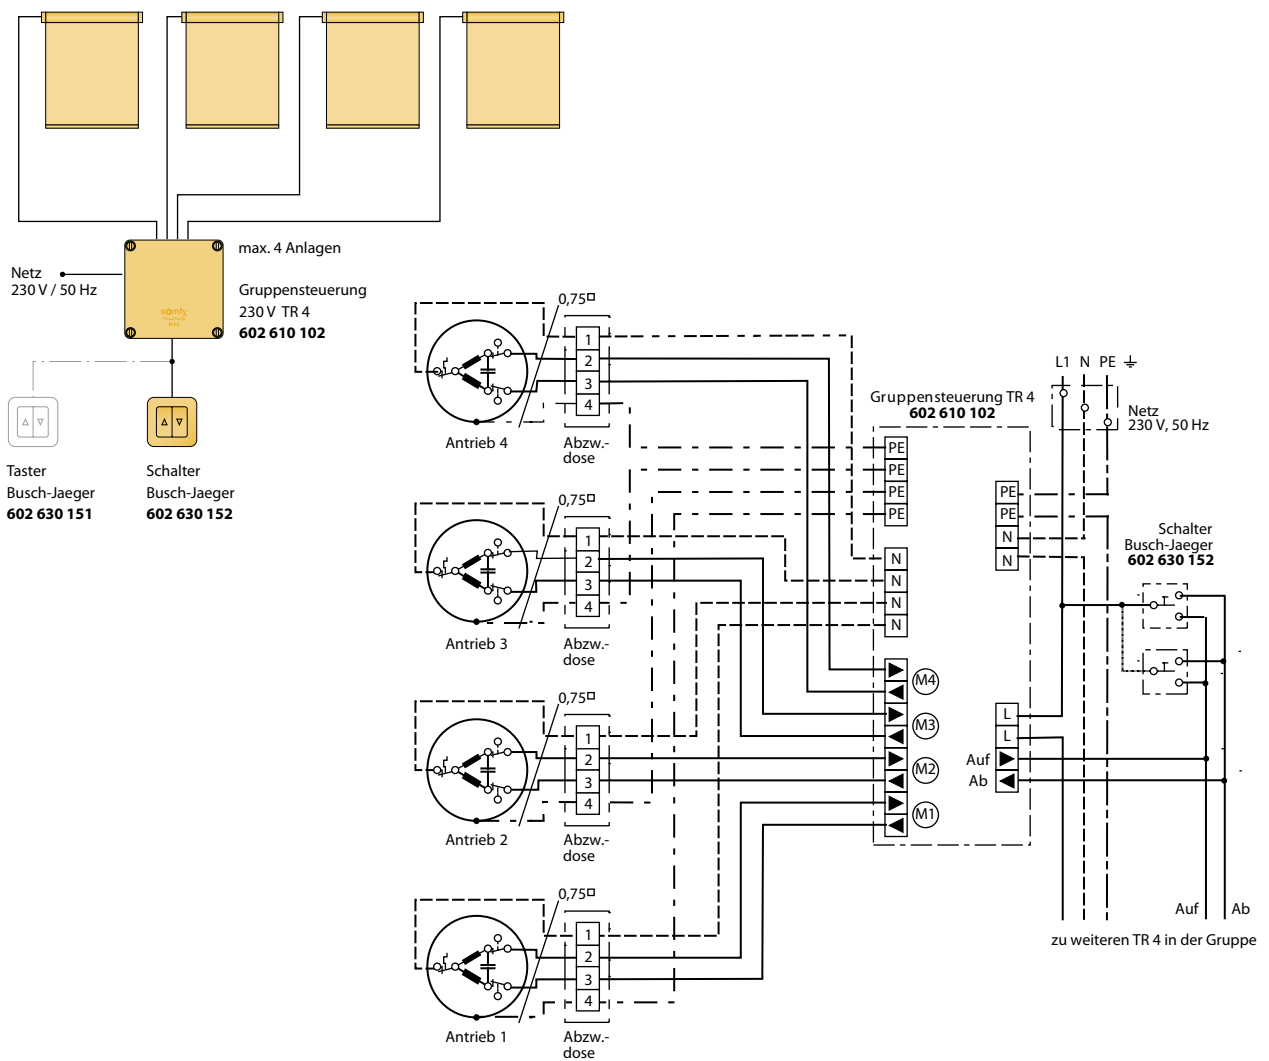 max. 4 Anlagen
Netz
230 V / 50 Hz
Gruppensteuerung
230 V TR 4
602 610 102
somfy
Taster
Busch-Jaeger
602 630 151
Schalter
Busch-Jaeger
602 630 152
0,75
1
2
3
4
Antrieb 4
Abzw.-
dose
0,75
1
2
3
4
Antrieb 3
Abzw.-
dose
0,75
1
2
3
4
Antrieb 2
Abzw.-
dose
0,75
1
2
3
4
Antrieb 1
Abzw.-
dose
Gruppensteuerung TR 4
602 610 102
PE
PE
PE
PE
N
N
N
N
M4
M3
M2
M1
L1 N PE
Netz
230 V, 50 Hz
PE
PE
N
N
Schalter
Busch-Jaeger
602 630 152
L
L
Auf
Ab
Auf Ab
zu weiteren TR 4 in der Gruppe